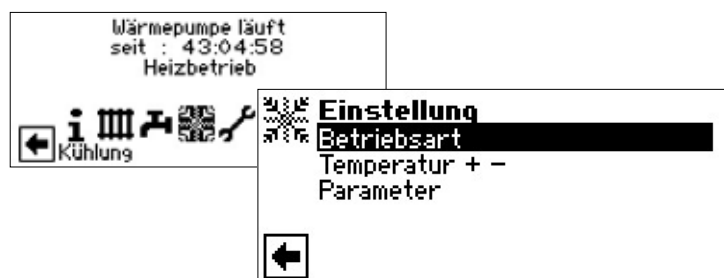 Wärmepumpe läuft
seit : 43:04:58
Heizbetrieb
Kühlung
Einstellung
Betriebsart
Temperatur + −
Parameter